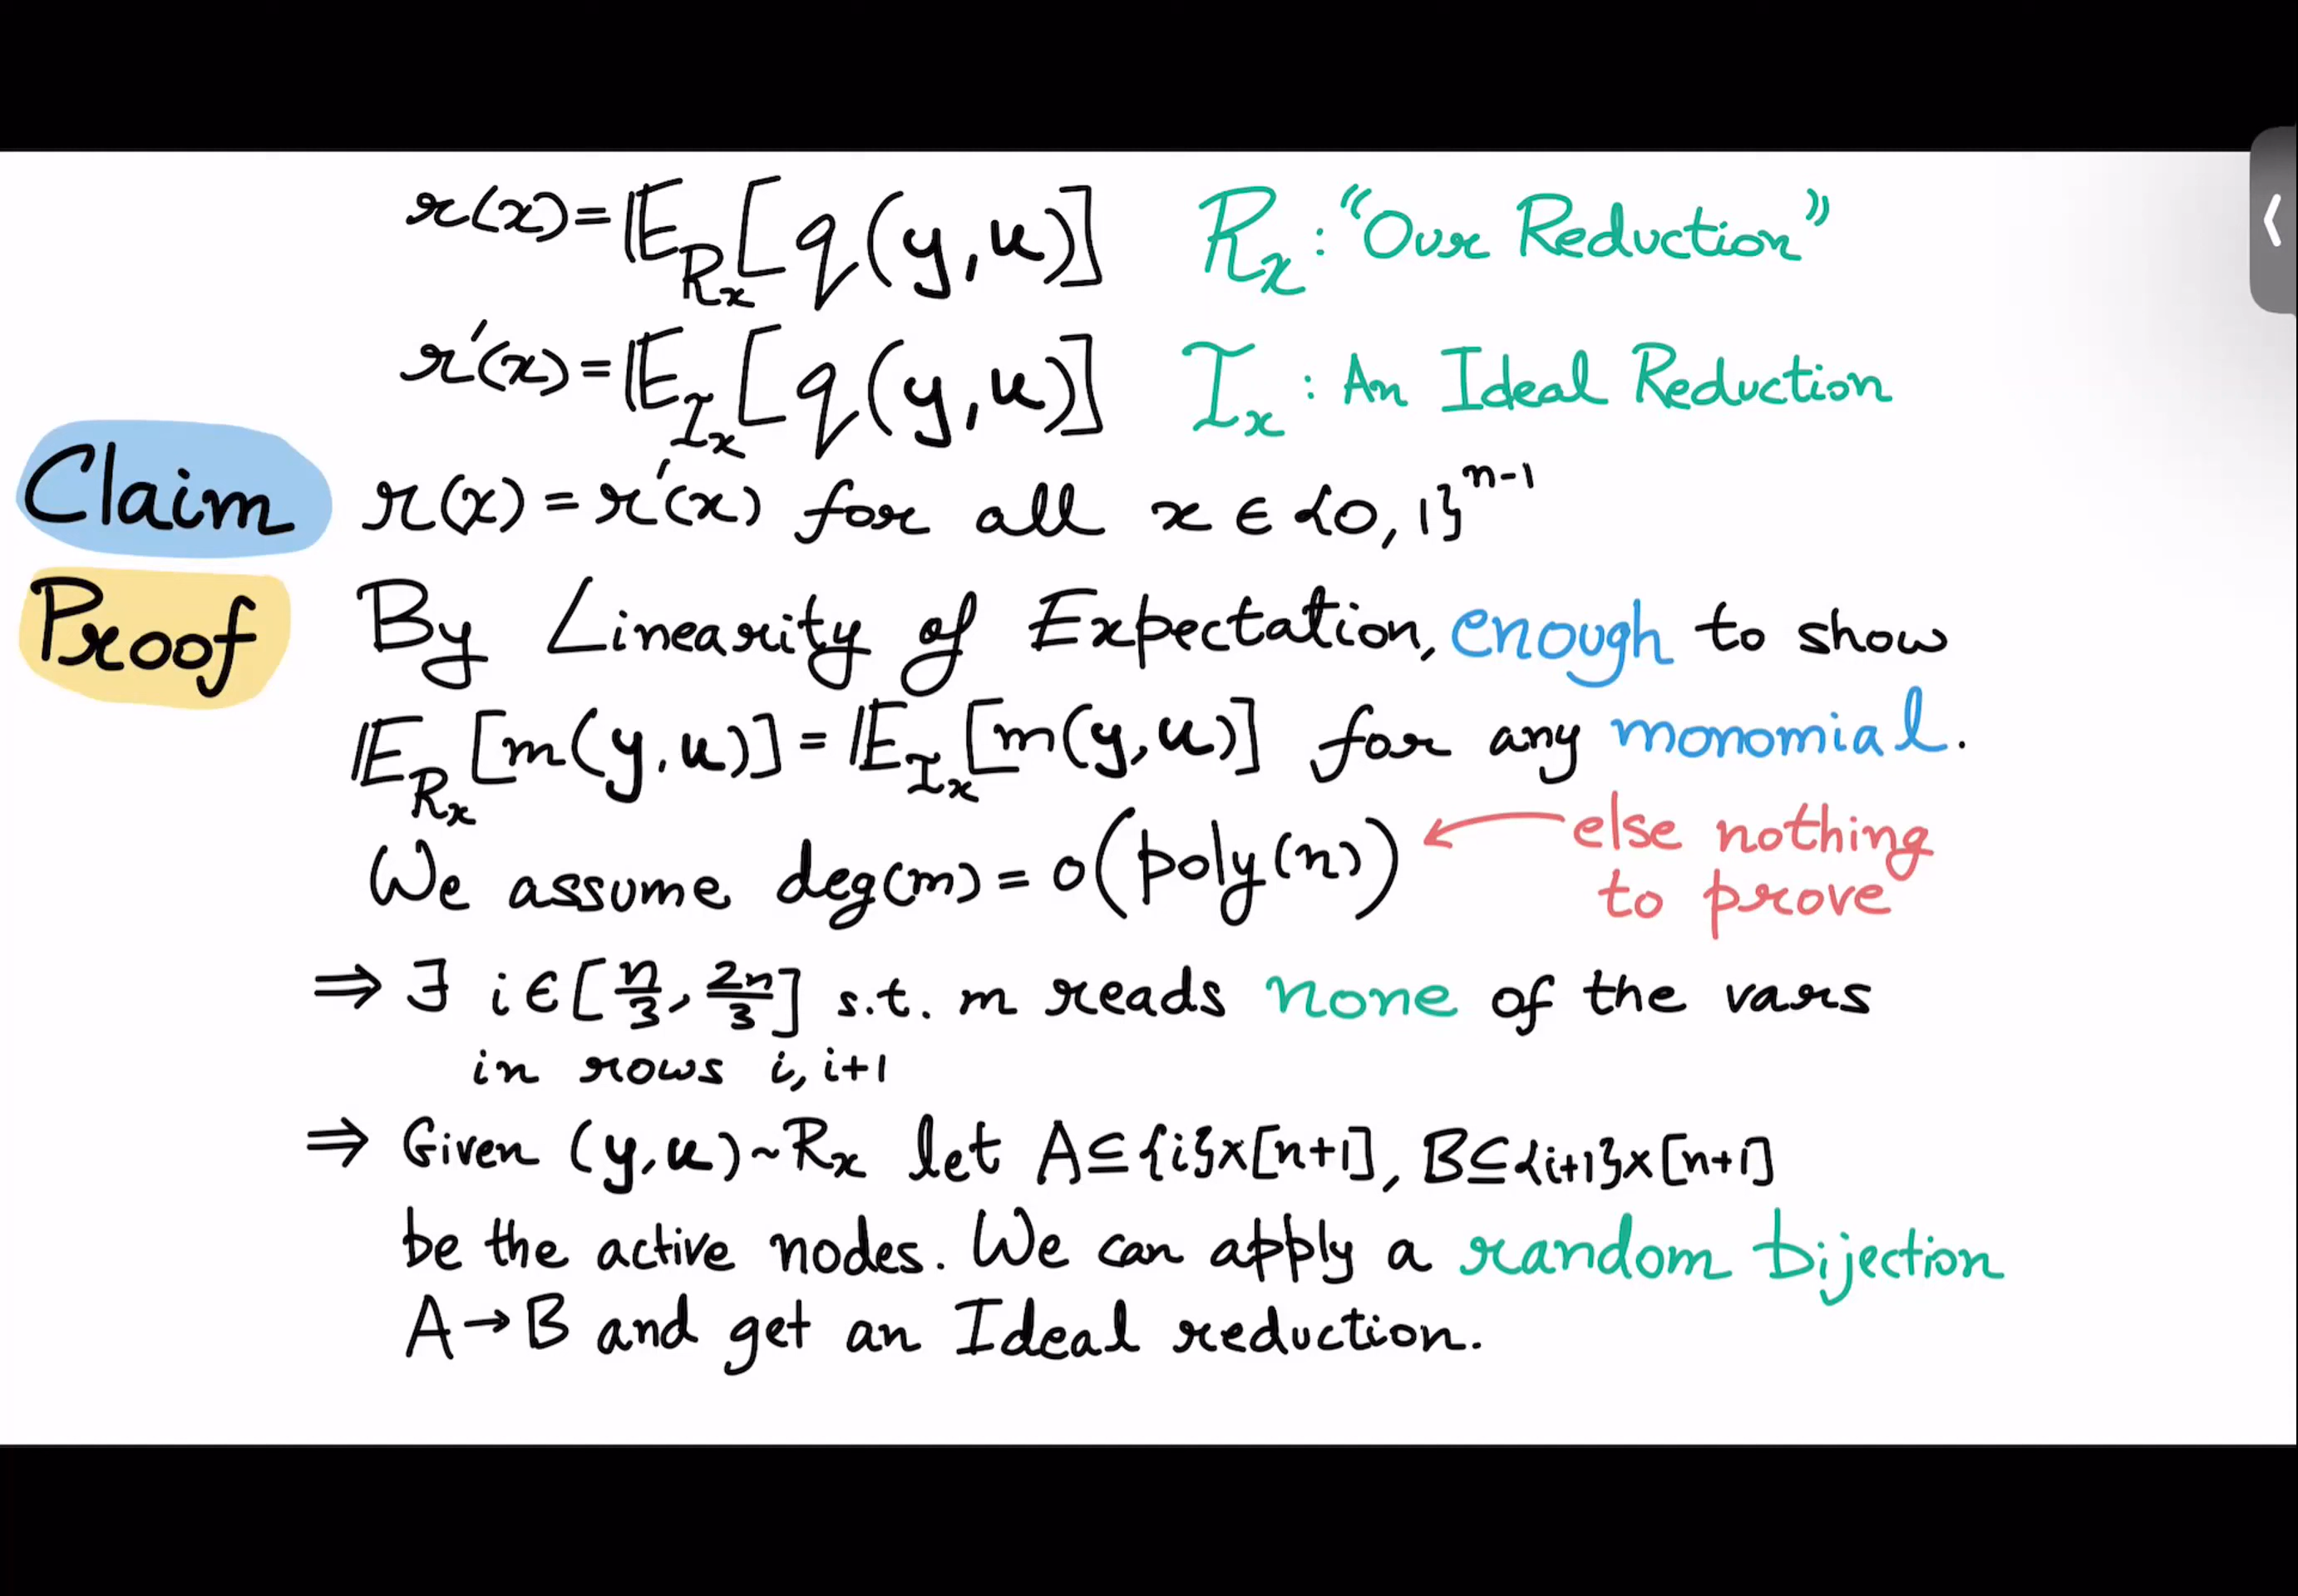 r(x) = 𝔼_{R_x}[q(y,u)] R_x : "Our Reduction"
r'(x) = 𝔼_{I_x}[q(y,u)] I_x : An Ideal Reduction
Claim r(x) = r'(x) for all x ∈ {0,1}^{n-1}
Proof By Linearity of Expectation, enough to show
𝔼_{R_x}[m(y,u)] = 𝔼_{I_x}[m(y,u)] for any monomial.
We assume deg(m) = o(poly(n)) ← else nothing
to prove
⇒ ∃ i ∈ [n/3, 2n/3] s.t. m reads none of the vars
in rows i, i+1
⇒ Given (y,u) ~ R_x let A ⊆ {i}×[n+1], B ⊆ {i+1}×[n+1]
be the active nodes. We can apply a random bijection
A → B and get an Ideal reduction.